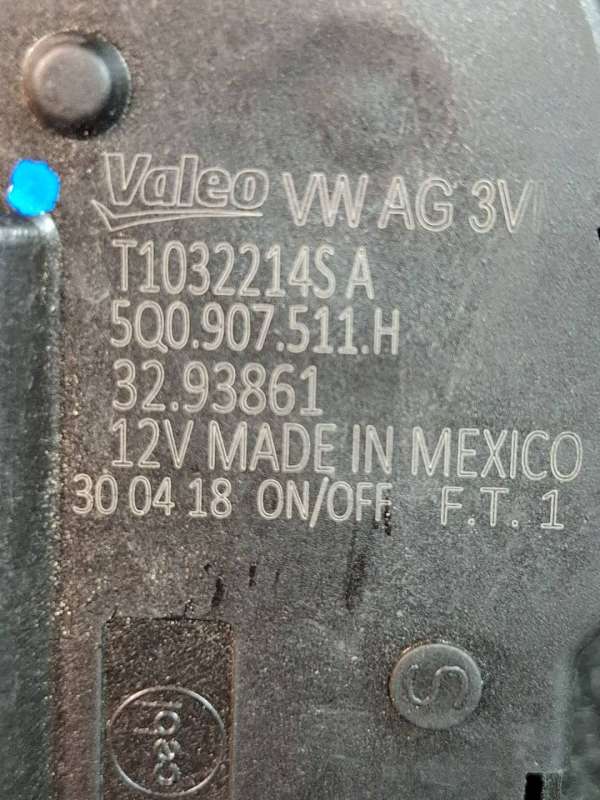 Valeo VW AG 3V
T1032214S A
5Q0.907.511.H
32.93861
12V MADE IN MEXICO
30 04 18 ON/OFF F.T. 1
S